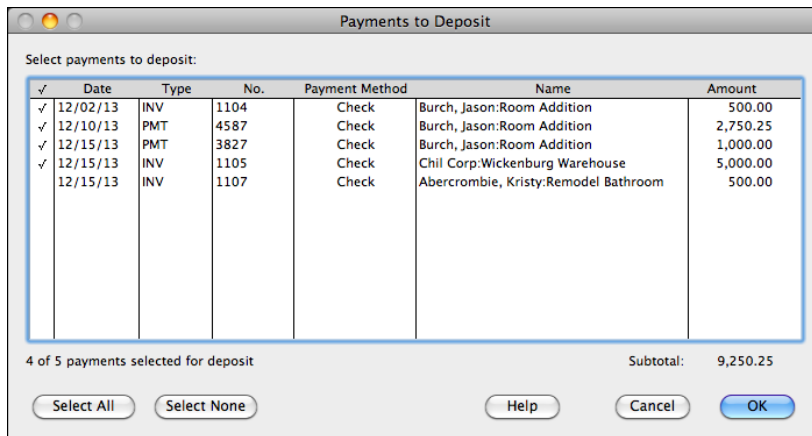 Payments to Deposit
Select payments to deposit:
✓ Date Type No. Payment Method Name Amount
✓ 12/02/13 INV 1104 Check Burch, Jason:Room Addition 500.00
✓ 12/10/13 PMT 4587 Check Burch, Jason:Room Addition 2,750.25
✓ 12/15/13 PMT 3827 Check Burch, Jason:Room Addition 1,000.00
✓ 12/15/13 INV 1105 Check Chil Corp:Wickenburg Warehouse 5,000.00
12/15/13 INV 1107 Check Abercrombie, Kristy:Remodel Bathroom 500.00
4 of 5 payments selected for deposit Subtotal: 9,250.25
Select All Select None Help Cancel OK